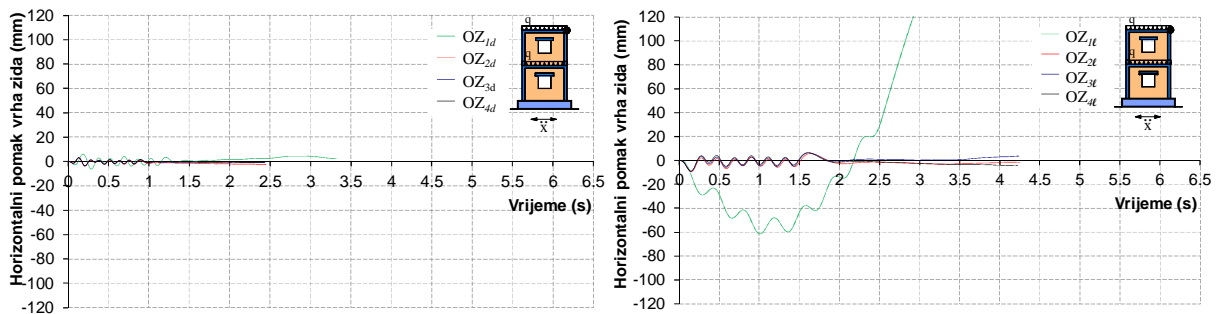 Horizontalni pomak vrha zida (mm)
120
100
80
60
40
20
0
-20
-40
-60
-80
-100
-120
0 0.5 1 1.5 2 2.5 3 3.5 4 4.5 5 5.5 6 6.5
Vrijeme (s)
OZ1d
OZ2d
OZ3d
OZ4d
q
q
ẍ
Horizontalni pomak vrha zida (mm)
120
100
80
60
40
20
0
-20
-40
-60
-80
-100
-120
0 0.5 1 1.5 2 2.5 3 3.5 4 4.5 5 5.5 6 6.5
Vrijeme (s)
OZ1ℓ
OZ2ℓ
OZ3ℓ
OZ4ℓ
q
q
ẍ